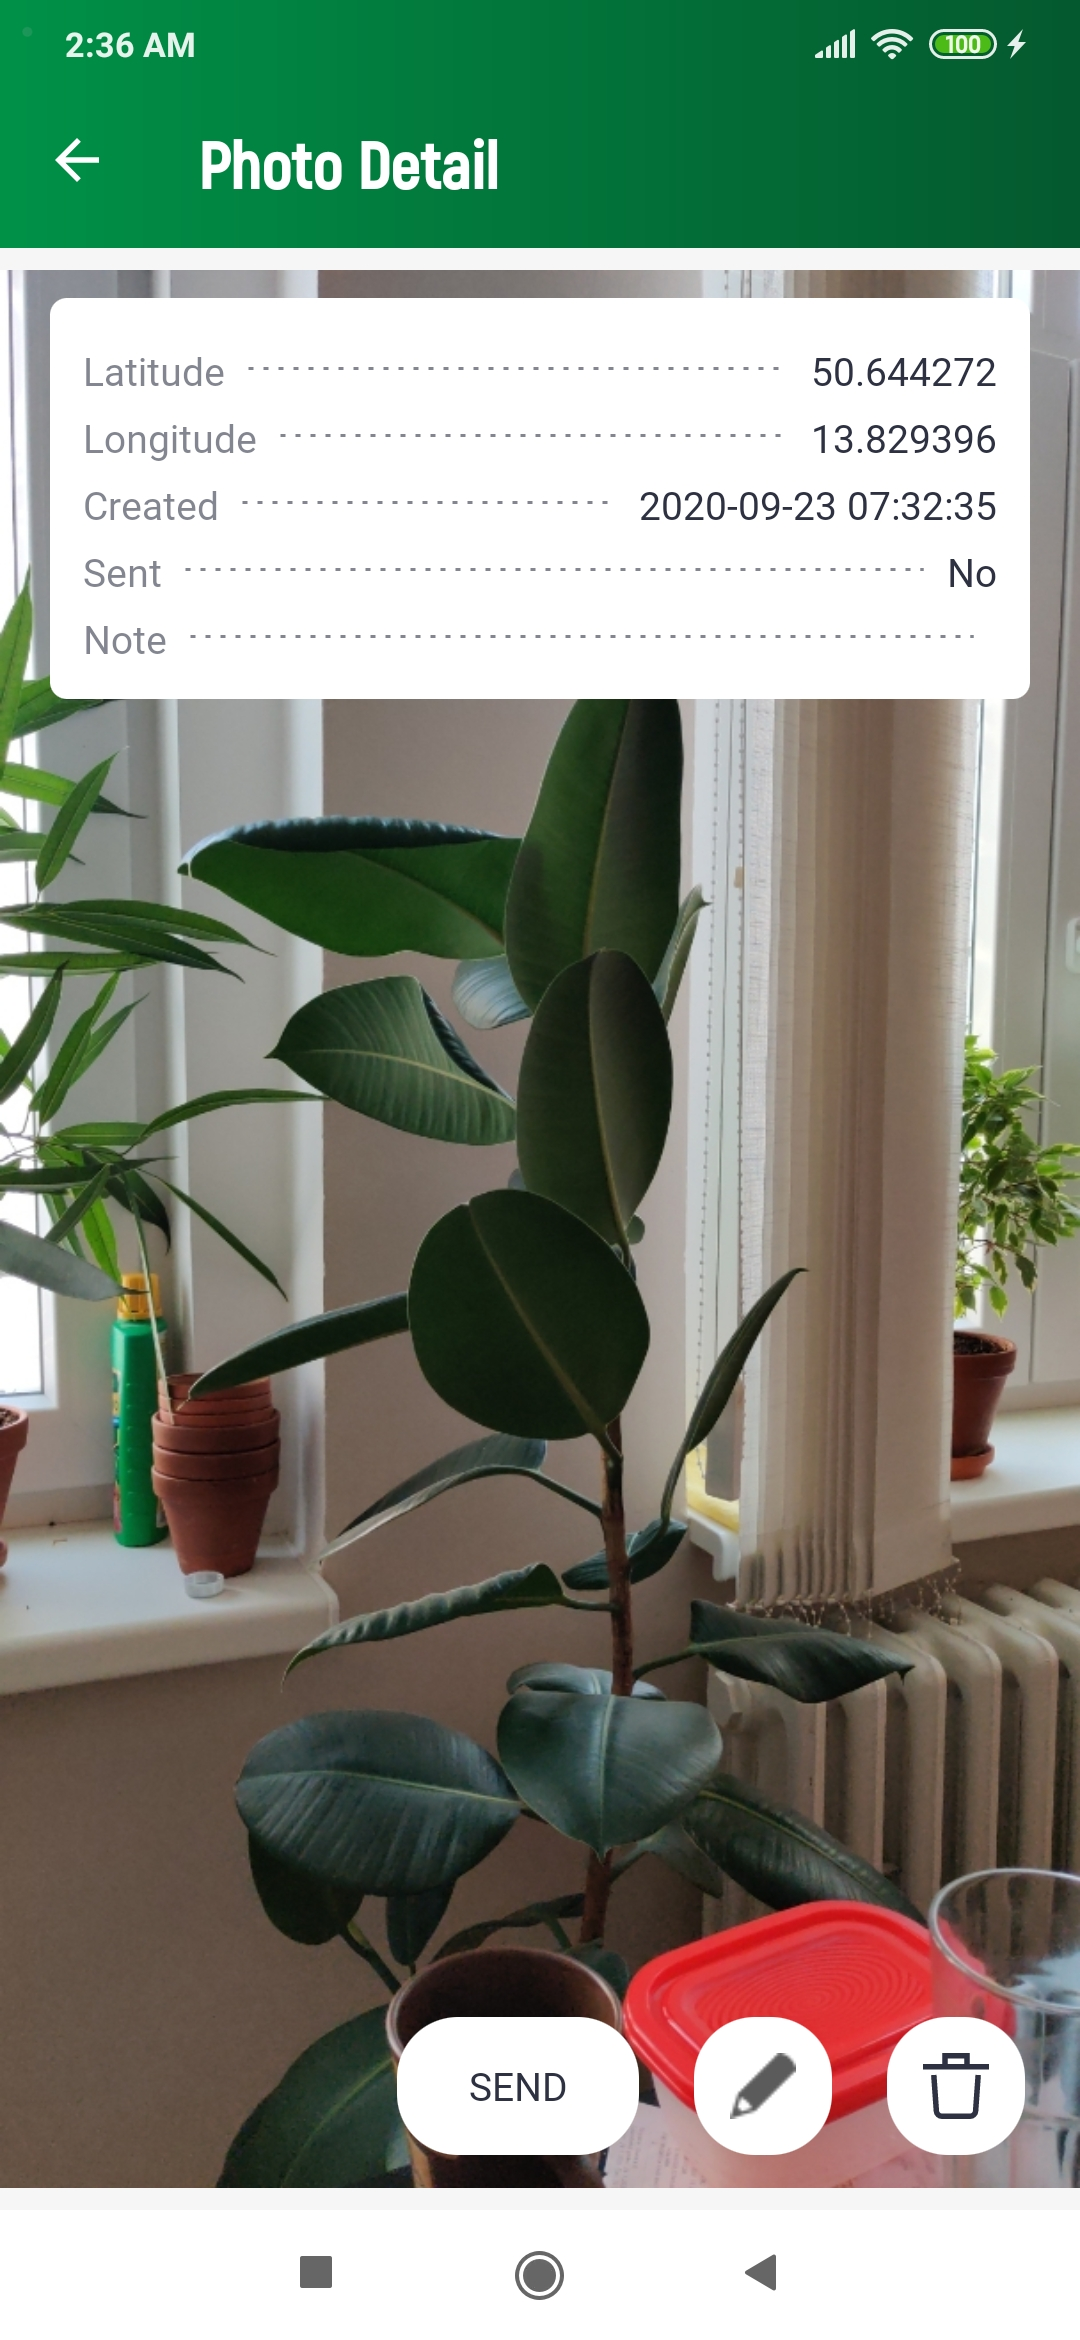 2:36 AM
100
Photo Detail
Latitude 50.644272
Longitude 13.829396
Created 2020-09-23 07:32:35
Sent No
Note
SEND